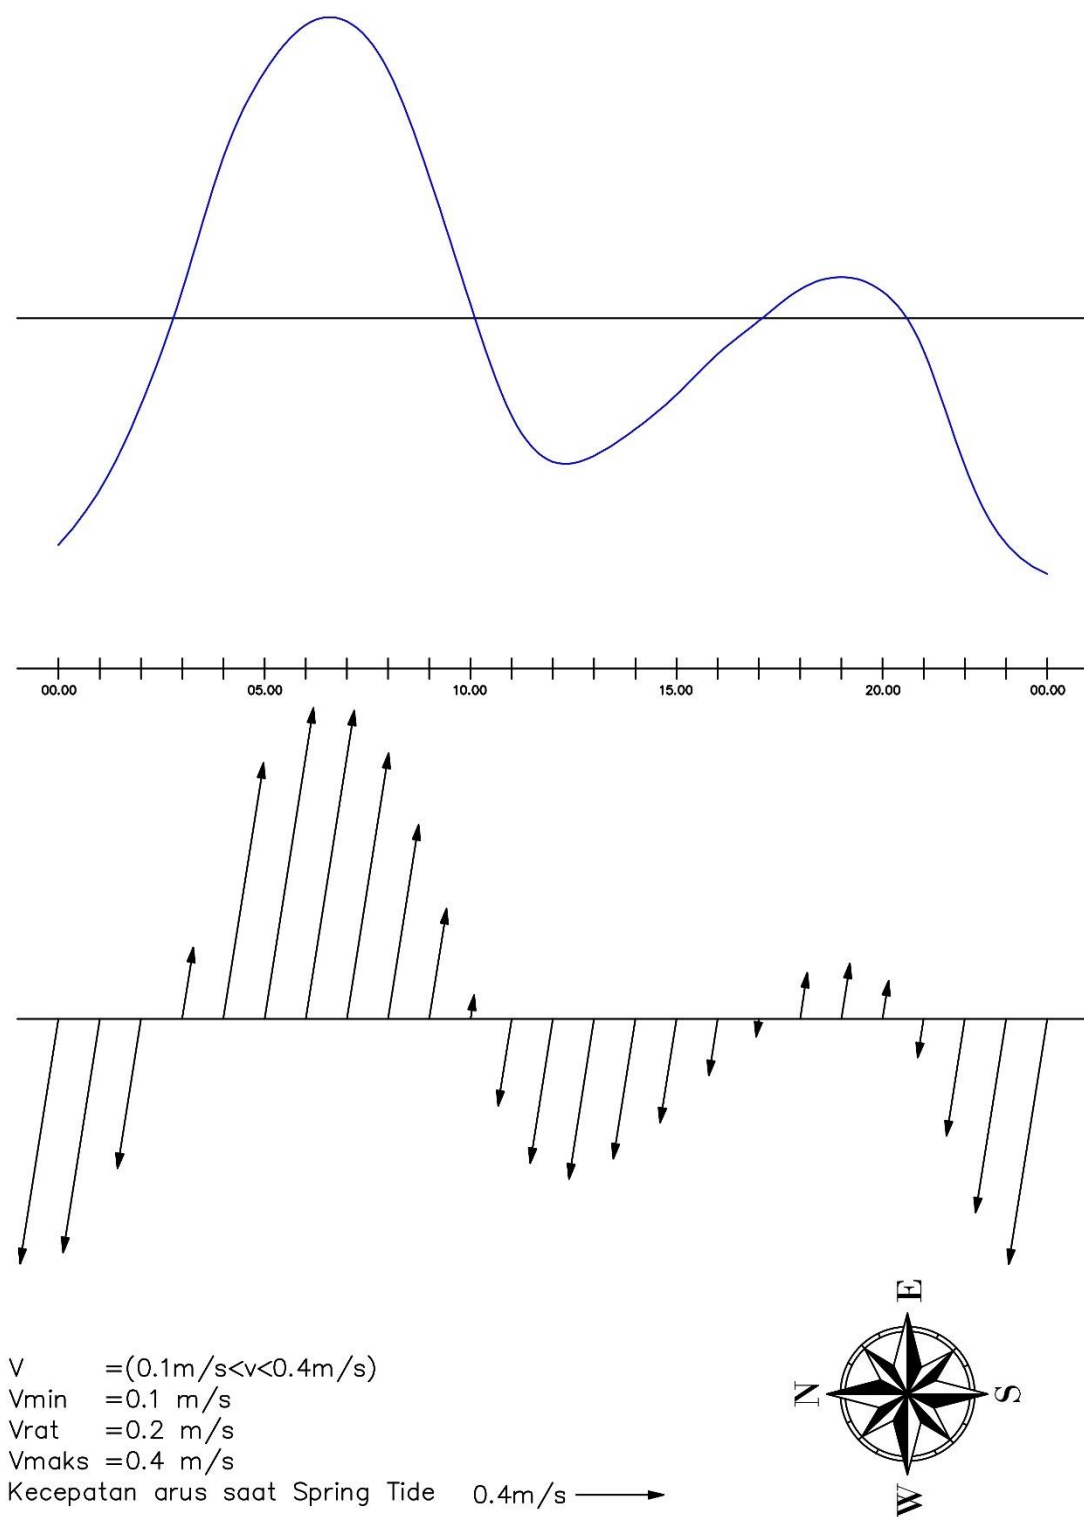 00.00 05.00 10.00 15.00 20.00 00.00
E
N
S
W
V =(0.1m/s<v<0.4m/s)
Vmin =0.1 m/s
Vrat =0.2 m/s
Vmaks =0.4 m/s
Kecepatan arus saat Spring Tide 0.4m/s